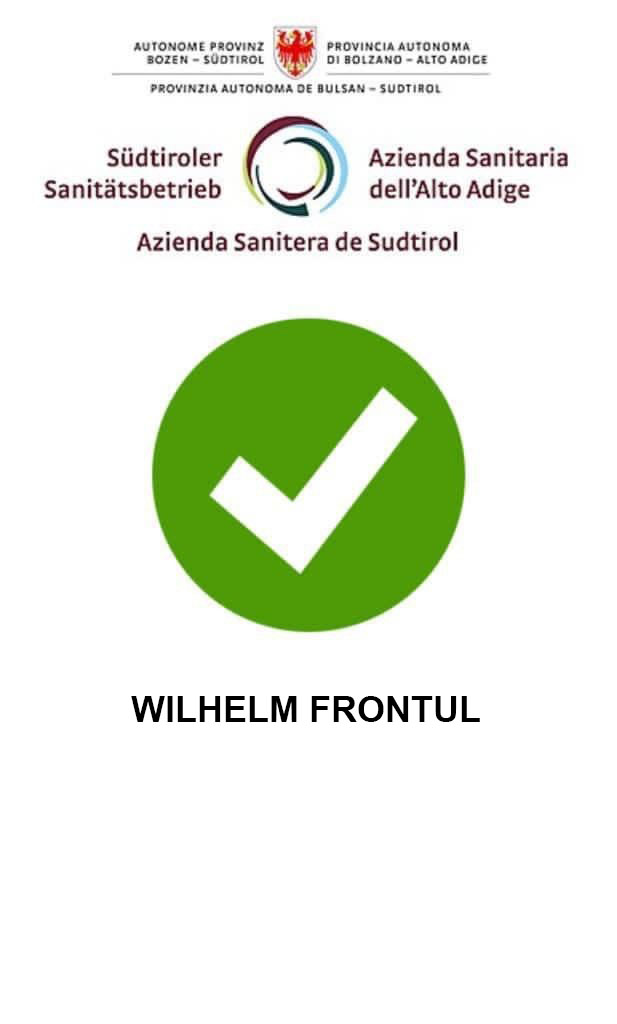 AUTONOME PROVINZ
BOZEN – SÜDTIROL
PROVINCIA AUTONOMA
DI BOLZANO – ALTO ADIGE
PROVINZIA AUTONOMA DE BULSAN – SUDTIROL
Südtiroler
Sanitätsbetrieb
Azienda Sanitaria
dell'Alto Adige
Azienda Sanitera de Sudtirol
WILHELM FRONTUL